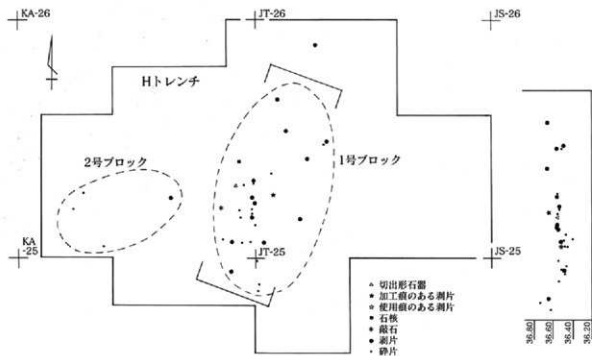 KA-26
JT-26
JS-26
Hトレンチ
2号ブロック
1号ブロック
KA
-25
JT-25
JS-25
切出形石器
加工痕のある剥片
使用痕のある剥片
石核
敲石
剥片
砕片
36.80
36.60
36.40
36.20